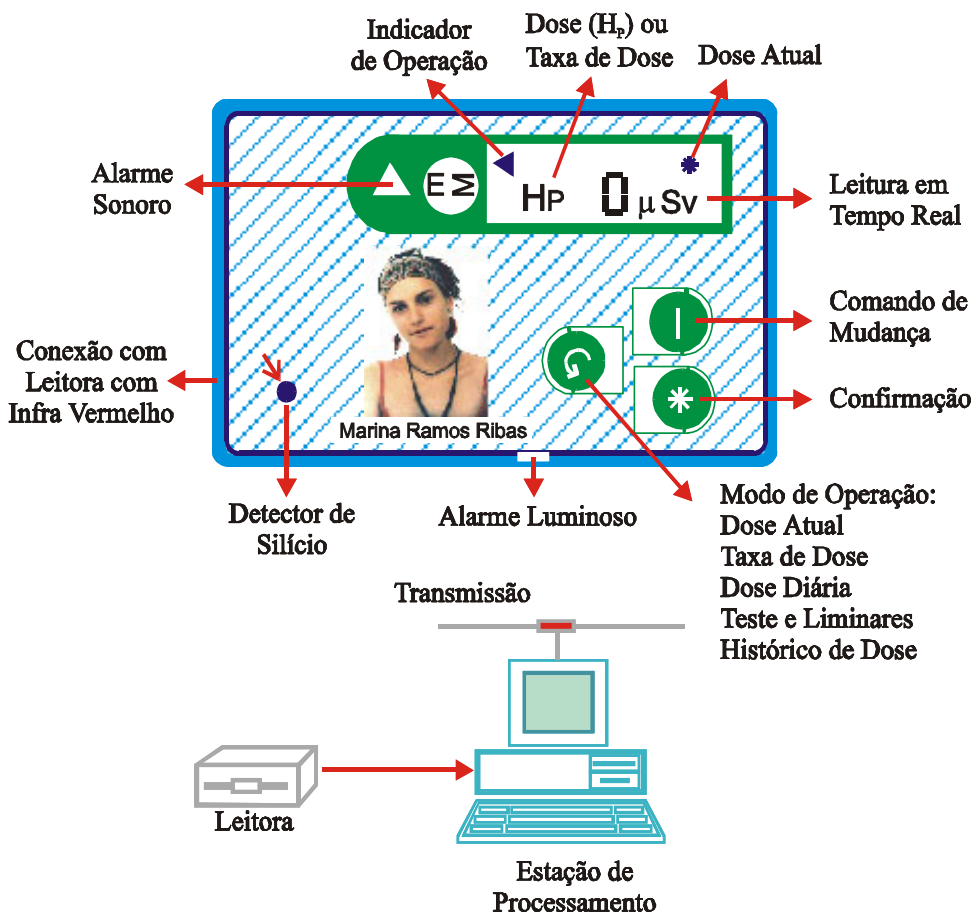 Indicador
de Operação
Dose (HP) ou
Taxa de Dose
Dose Atual
Alarme
Sonoro
EM
HP 0 μSv
*
Leitura em
Tempo Real
Comando de
Mudança
Conexão com
Leitora com
Infra Vermelho
Confirmação
Marina Ramos Ribas
Detector de
Silício
Alarme Luminoso
Modo de Operação:
Dose Atual
Taxa de Dose
Dose Diária
Teste e Liminares
Histórico de Dose
Transmissão
Leitora
Estação de
Processamento